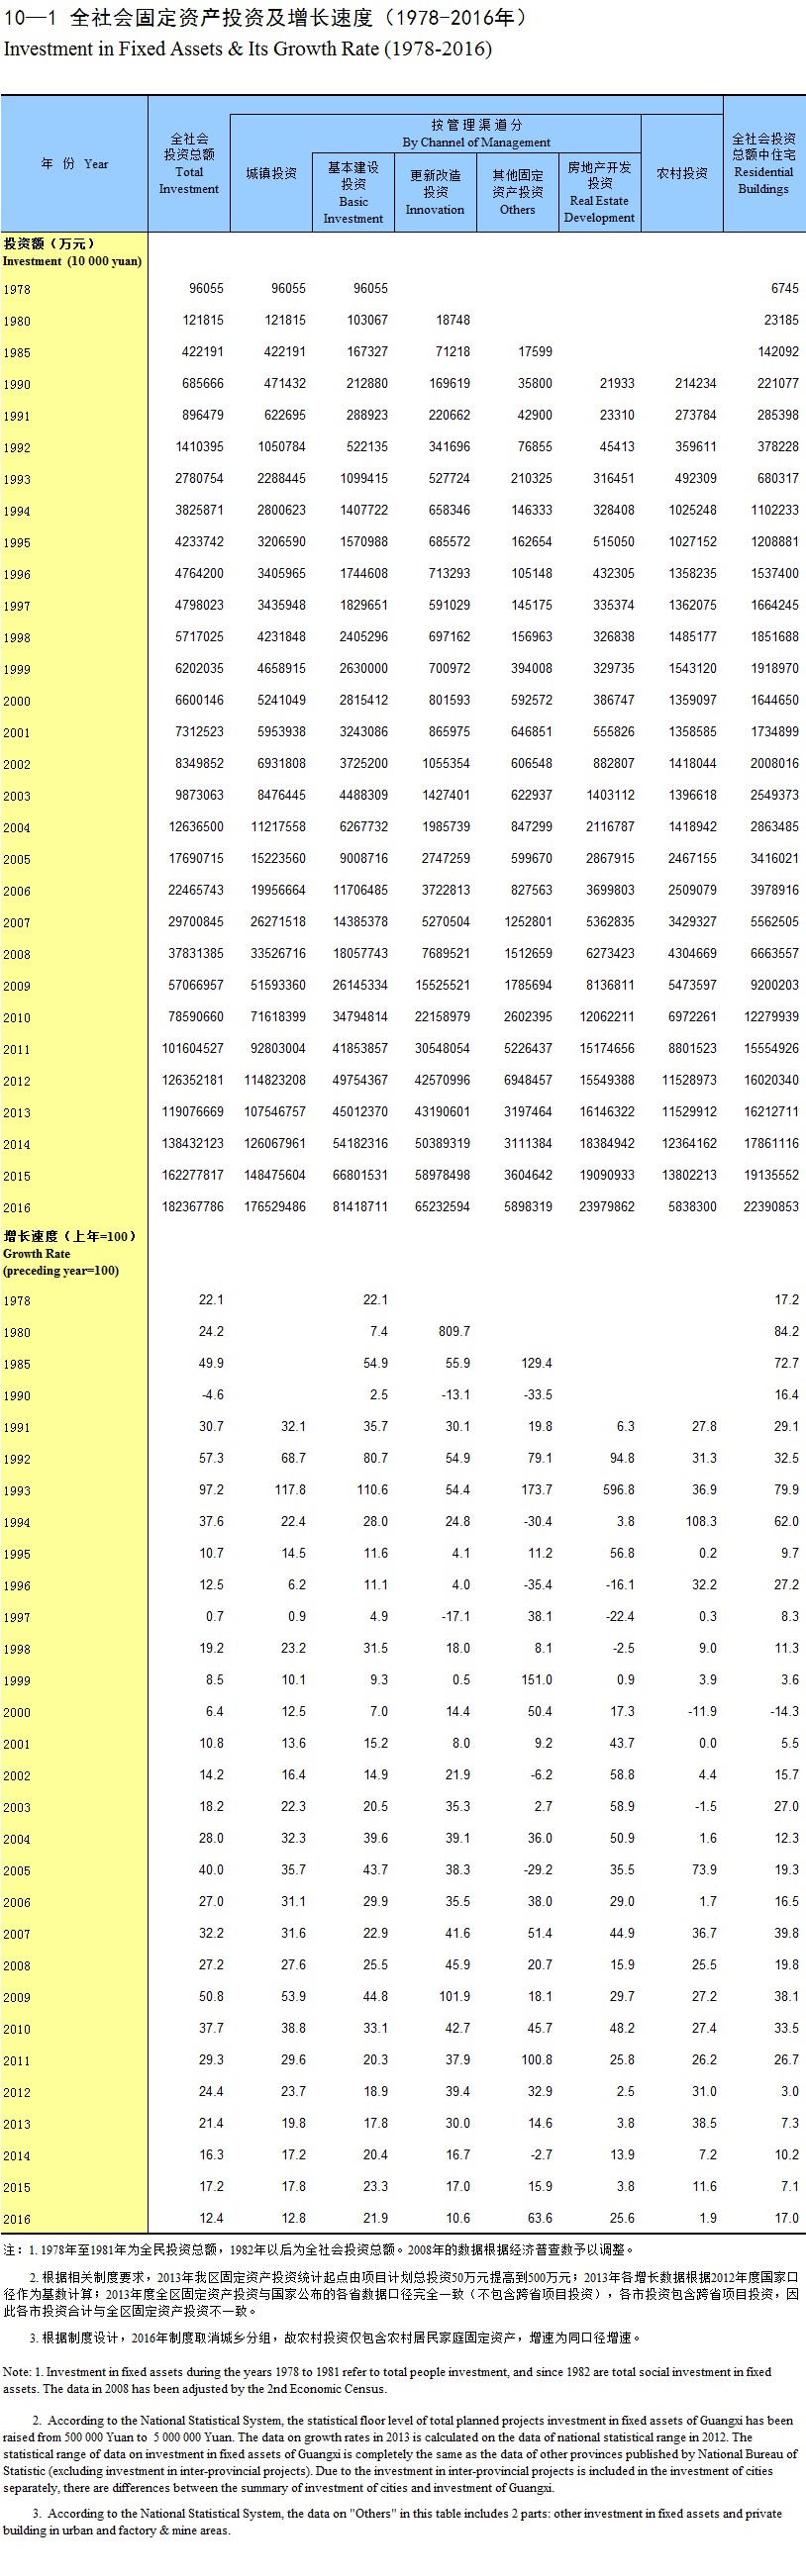 10—1 全社会固定资产投资及增长速度（1978-2016年）
Investment in Fixed Assets & Its Growth Rate (1978-2016)
年 份 Year
全社会
投资总额
Total
Investment
按 管 理 渠 道 分
By Channel of Management
城镇投资
基本建设
投资
Basic
Investment
更新改造
投资
Innovation
其他固定
资产投资
Others
房地产开发
投资
Real Estate
Development
农村投资
全社会投资
总额中住宅
Residential
Buildings
投资额（万元）
Investment (10 000 yuan)
1978 96055 96055 96055 6745
1980 121815 121815 103067 18748 23185
1985 422191 422191 167327 71218 17599 142092
1990 685666 471432 212880 169619 35800 21933 214234 221077
1991 896479 622695 288923 220662 42900 23310 273784 285398
1992 1410395 1050784 522135 341696 76855 45413 359611 378228
1993 2780754 2288445 1099415 527724 210325 316451 492309 680317
1994 3825871 2800623 1407722 658346 146333 328408 1025248 1102233
1995 4233742 3206590 1570988 685572 162654 515050 1027152 1208881
1996 4764200 3405965 1744608 713293 105148 432305 1358235 1537400
1997 4798023 3435948 1829651 591029 145175 335374 1362075 1664245
1998 5717025 4231848 2405296 697162 156963 326838 1485177 1851688
1999 6202035 4658915 2630000 700972 394008 329735 1543120 1918970
2000 6600146 5241049 2815412 801593 592572 386747 1359097 1644650
2001 7312523 5953938 3243086 865975 646851 555826 1358585 1734899
2002 8349852 6931808 3725200 1055354 606548 882807 1418044 2008016
2003 9873063 8476445 4488309 1427401 622937 1403112 1396618 2549373
2004 12636500 11217558 6267732 1985739 847299 2116787 1418942 2863485
2005 17690715 15223560 9008716 2747259 599670 2867915 2467155 3416021
2006 22465743 19956664 11706485 3722813 827563 3699803 2509079 3978916
2007 29700845 26271518 14385378 5270504 1252801 5362835 3429327 5562505
2008 37831385 33526716 18057743 7689521 1512659 6273423 4304669 6663557
2009 57066957 51593360 26145334 15525521 1785694 8136811 5473597 9200203
2010 78590660 71618399 34794814 22158979 2602395 12062211 6972261 12279939
2011 101604527 92803004 41853857 30548054 5226437 15174656 8801523 15554926
2012 126352181 114823208 49754367 42570996 6948457 15549388 11528973 16020340
2013 119076669 107546757 45012370 43190601 3197464 16146322 11529912 16212711
2014 138432123 126067961 54182316 50389319 3111384 18384942 12364162 17861116
2015 162277817 148475604 66801531 58978498 3604642 19090933 13802213 19135552
2016 182367786 176529486 81418711 65232594 5898319 23979862 5838300 22390853
增长速度（上年=100）
Growth Rate
(preceding year=100)
1978 22.1 22.1 17.2
1980 24.2 7.4 809.7 84.2
1985 49.9 54.9 55.9 129.4 72.7
1990 -4.6 2.5 -13.1 -33.5 16.4
1991 30.7 32.1 35.7 30.1 19.8 6.3 27.8 29.1
1992 57.3 68.7 80.7 54.9 79.1 94.8 31.3 32.5
1993 97.2 117.8 110.6 54.4 173.7 596.8 36.9 79.9
1994 37.6 22.4 28.0 24.8 -30.4 3.8 108.3 62.0
1995 10.7 14.5 11.6 4.1 11.2 56.8 0.2 9.7
1996 12.5 6.2 11.1 4.0 -35.4 -16.1 32.2 27.2
1997 0.7 0.9 4.9 -17.1 38.1 -22.4 0.3 8.3
1998 19.2 23.2 31.5 18.0 8.1 -2.5 9.0 11.3
1999 8.5 10.1 9.3 0.5 151.0 0.9 3.9 3.6
2000 6.4 12.5 7.0 14.4 50.4 17.3 -11.9 -14.3
2001 10.8 13.6 15.2 8.0 9.2 43.7 0.0 5.5
2002 14.2 16.4 14.9 21.9 -6.2 58.8 4.4 15.7
2003 18.2 22.3 20.5 35.3 2.7 58.9 -1.5 27.0
2004 28.0 32.3 39.6 39.1 36.0 50.9 1.6 12.3
2005 40.0 35.7 43.7 38.3 -29.2 35.5 73.9 19.3
2006 27.0 31.1 29.9 35.5 38.0 29.0 1.7 16.5
2007 32.2 31.6 22.9 41.6 51.4 44.9 36.7 39.8
2008 27.2 27.6 25.5 45.9 20.7 15.9 25.5 19.8
2009 50.8 53.9 44.8 101.9 18.1 29.7 27.2 38.1
2010 37.7 38.8 33.1 42.7 45.7 48.2 27.4 33.5
2011 29.3 29.6 20.3 37.9 100.8 25.8 26.2 26.7
2012 24.4 23.7 18.9 39.4 32.9 2.5 31.0 3.0
2013 21.4 19.8 17.8 30.0 14.6 3.8 38.5 7.3
2014 16.3 17.2 20.4 16.7 -2.7 13.9 7.2 10.2
2015 17.2 17.8 23.3 17.0 15.9 3.8 11.6 7.1
2016 12.4 12.8 21.9 10.6 63.6 25.6 1.9 17.0
注：1. 1978年至1981年为全民投资总额，1982年以后为全社会投资总额。2008年的数据根据经济普查数予以调整。
2. 根据相关制度要求，2013年我区固定资产投资统计起点由项目计划总投资50万元提高到500万元；2013年各增长数据根据2012年度国家口
径作为基数计算；2013年度全区固定资产投资与国家公布的各省数据口径完全一致（不包含跨省项目投资），各市投资包含跨省项目投资，因
此各市投资合计与全区固定资产投资不一致。
3. 根据制度设计，2016年制度取消城乡分组，故农村投资仅包含农村居民家庭固定资产，增速为同口径增速。
Note: 1. Investment in fixed assets during the years 1978 to 1981 refer to total people investment, and since 1982 are total social investment in fixed
assets. The data in 2008 has been adjusted by the 2nd Economic Census.
2. According to the National Statistical System, the statistical floor level of total planned projects investment in fixed assets of Guangxi has been
raised from 500 000 Yuan to 5 000 000 Yuan. The data on growth rates in 2013 is calculated on the data of national statistical range in 2012. The
statistical range of data on investment in fixed assets of Guangxi is completely the same as the data of other provinces published by National Bureau of
Statistic (excluding investment in inter-provincial projects). Due to the investment in inter-provincial projects is included in the investment of cities
separately, there are differences between the summary of investment of cities and investment of Guangxi.
3. According to the National Statistical System, the data on "Others" in this table includes 2 parts: other investment in fixed assets and private
building in urban and factory & mine areas.